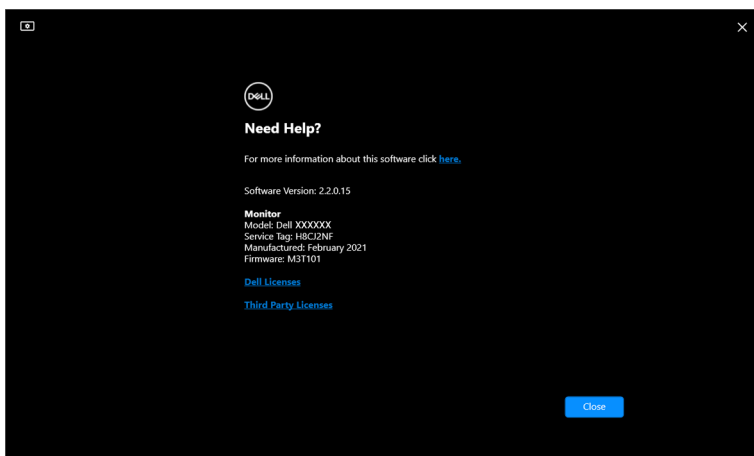 DELL
Need Help?
For more information about this software click here.
Software Version: 2.2.0.15
Monitor
Model: Dell XXXXXX
Service Tag: H8CJ2NF
Manufactured: February 2021
Firmware: M3T101
Dell Licenses
Third Party Licenses
Close